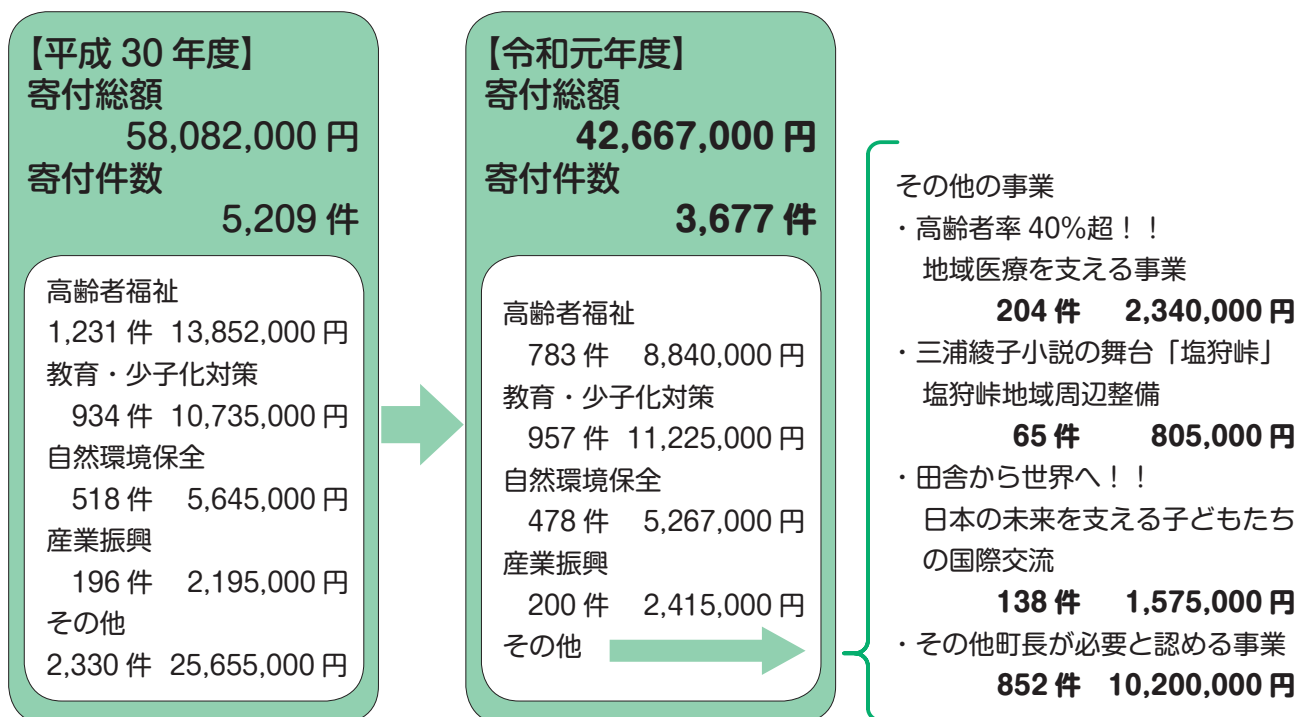 【平成 30 年度】
寄付総額
58,082,000 円
寄付件数
5,209 件
高齢者福祉
1,231 件 13,852,000 円
教育・少子化対策
934 件 10,735,000 円
自然環境保全
518 件 5,645,000 円
産業振興
196 件 2,195,000 円
その他
2,330 件 25,655,000 円
【令和元年度】
寄付総額
42,667,000 円
寄付件数
3,677 件
高齢者福祉
783 件 8,840,000 円
教育・少子化対策
957 件 11,225,000 円
自然環境保全
478 件 5,267,000 円
産業振興
200 件 2,415,000 円
その他
その他の事業
・高齢者率 40%超！！
地域医療を支える事業
204 件 2,340,000 円
・三浦綾子小説の舞台「塩狩峠」
塩狩峠地域周辺整備
65 件 805,000 円
・田舎から世界へ！！
日本の未来を支える子どもたち
の国際交流
138 件 1,575,000 円
・その他町長が必要と認める事業
852 件 10,200,000 円